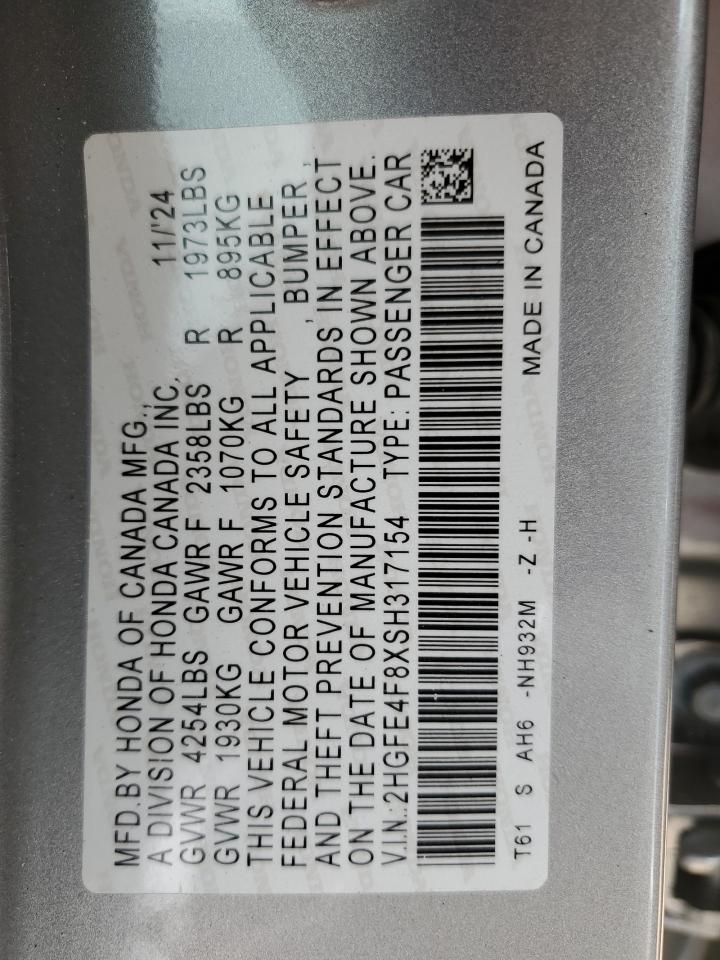 MFD.BY HONDA OF CANADA MFG.,
A DIVISION OF HONDA CANADA INC. 11/'24
GVWR 4254LBS GAWR F 2358LBS R 1973LBS
GVWR 1930KG GAWR F 1070KG R 895KG
THIS VEHICLE CONFORMS TO ALL APPLICABLE
FEDERAL MOTOR VEHICLE SAFETY , BUMPER ,
AND THEFT PREVENTION STANDARDS IN EFFECT
ON THE DATE OF MANUFACTURE SHOWN ABOVE.
V.I.N.:2HGFE4F8XSH317154 TYPE: PASSENGER CAR
T61 S AH6 -NH932M -Z -H MADE IN CANADA